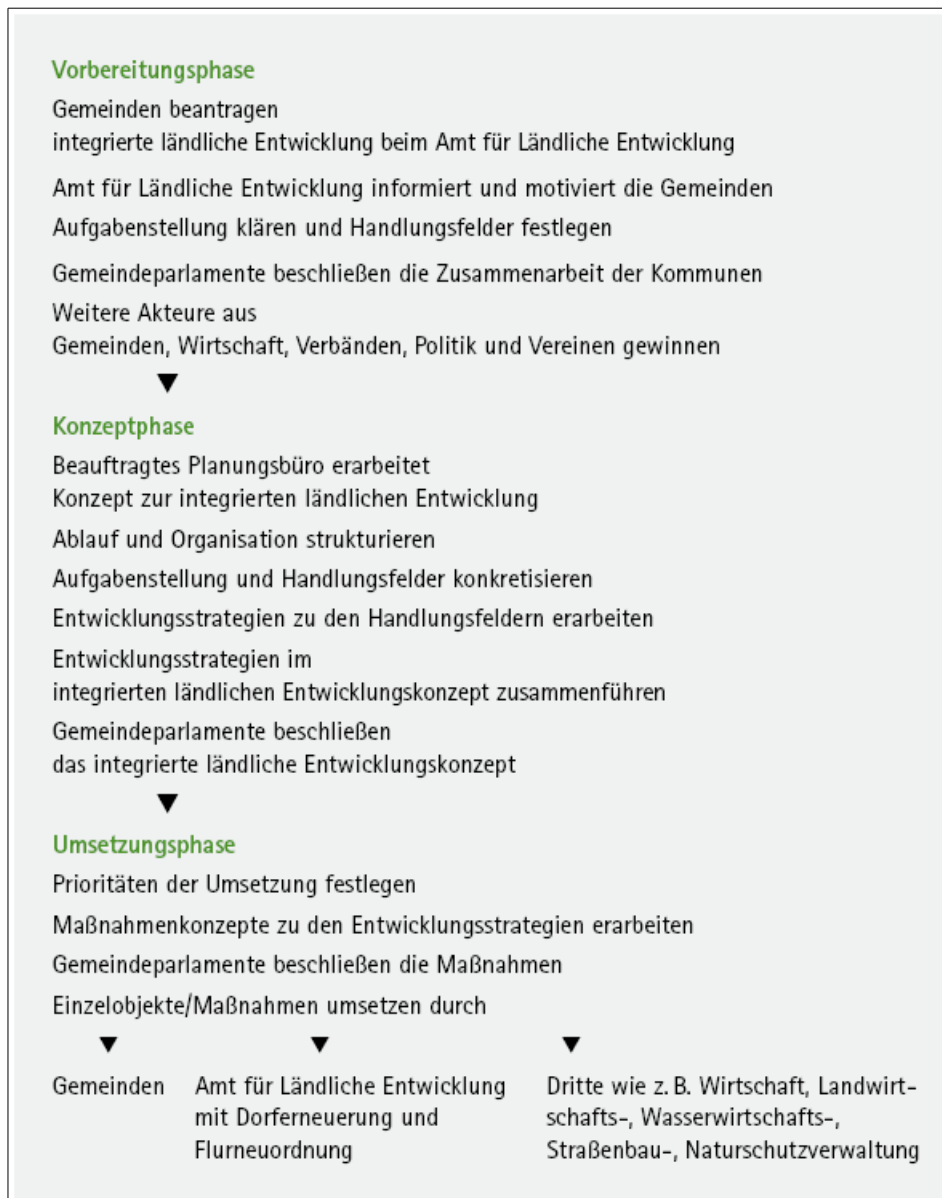 Vorbereitungsphase
Gemeinden beantragen
integrierte ländliche Entwicklung beim Amt für Ländliche Entwicklung
Amt für Ländliche Entwicklung informiert und motiviert die Gemeinden
Aufgabenstellung klären und Handlungsfelder festlegen
Gemeindeparlamente beschließen die Zusammenarbeit der Kommunen
Weitere Akteure aus
Gemeinden, Wirtschaft, Verbänden, Politik und Vereinen gewinnen
▼
Konzeptphase
Beauftragtes Planungsbüro erarbeitet
Konzept zur integrierten ländlichen Entwicklung
Ablauf und Organisation strukturieren
Aufgabenstellung und Handlungsfelder konkretisieren
Entwicklungsstrategien zu den Handlungsfeldern erarbeiten
Entwicklungsstrategien im
integrierten ländlichen Entwicklungskonzept zusammenführen
Gemeindeparlamente beschließen
das integrierte ländliche Entwicklungskonzept
▼
Umsetzungsphase
Prioritäten der Umsetzung festlegen
Maßnahmenkonzepte zu den Entwicklungsstrategien erarbeiten
Gemeindeparlamente beschließen die Maßnahmen
Einzelobjekte/Maßnahmen umsetzen durch
▼ ▼ ▼
Gemeinden
Amt für Ländliche Entwicklung
mit Dorferneuerung und
Flurneuordnung
Dritte wie z. B. Wirtschaft, Landwirt-
schafts-, Wasserwirtschafts-,
Straßenbau-, Naturschutzverwaltung